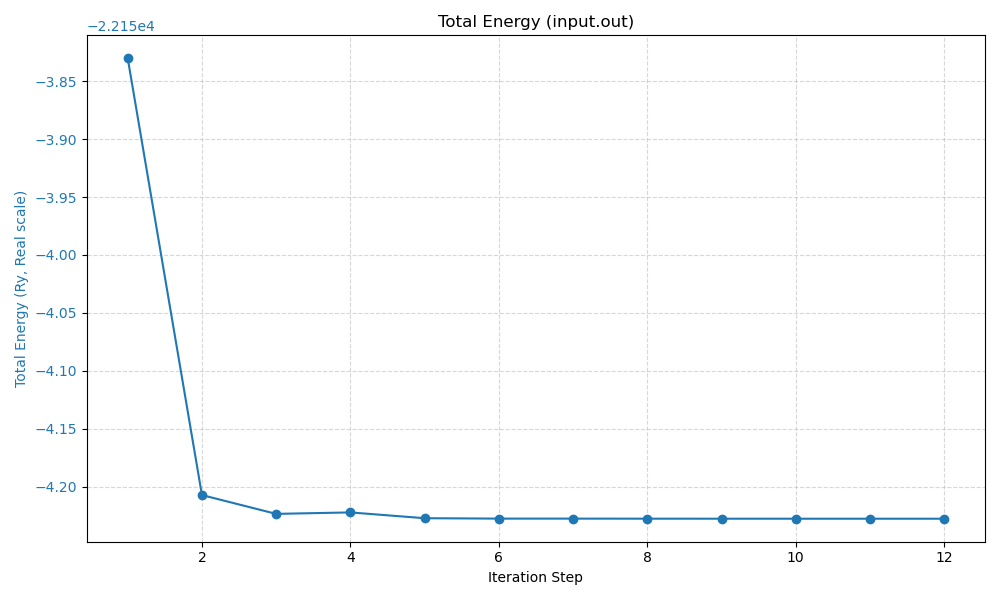 Total Energy (input.out)
−2.215e4
−3.85
−3.90
−3.95
−4.00
−4.05
−4.10
−4.15
−4.20
Total Energy (Ry, Real scale)
2 4 6 8 10 12
Iteration Step